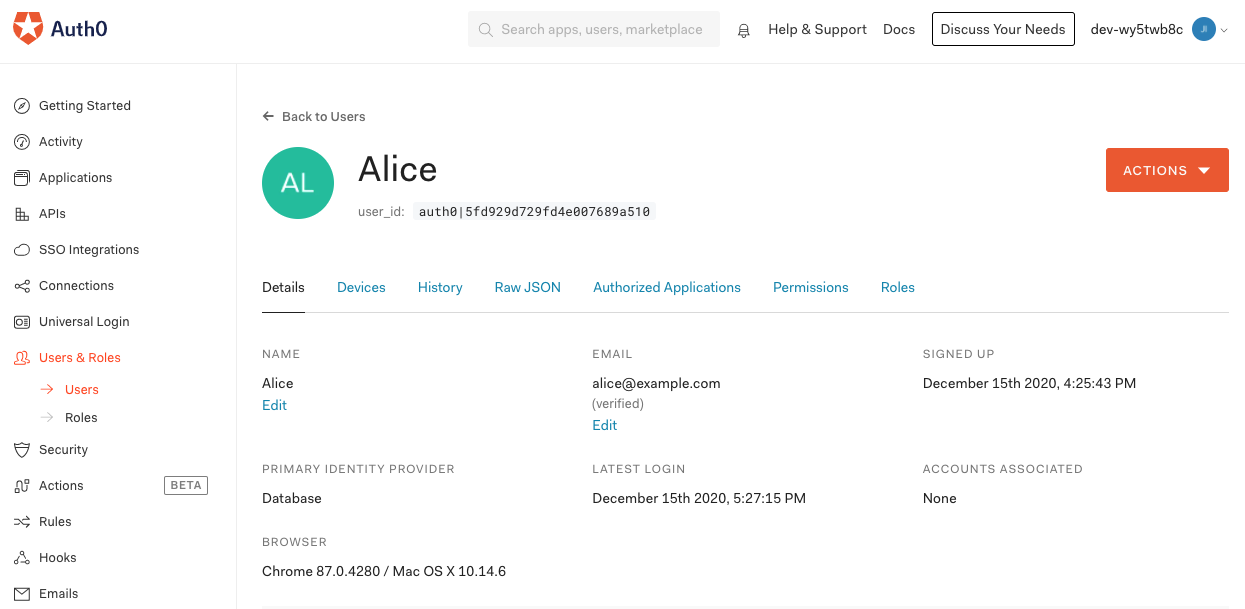 Auth0
Search apps, users, marketplace
Help & Support
Docs
Discuss Your Needs
dev-wy5twb8c
Getting Started
Activity
Applications
APIs
SSO Integrations
Connections
Universal Login
Users & Roles
Users
Roles
Security
Actions
BETA
Rules
Hooks
Emails
Back to Users
AL
Alice
user_id: auth0|5fd929d729fd4e007689a510
ACTIONS
Details
Devices
History
Raw JSON
Authorized Applications
Permissions
Roles
NAME
Alice
Edit
EMAIL
alice@example.com
(verified)
Edit
SIGNED UP
December 15th 2020, 4:25:43 PM
PRIMARY IDENTITY PROVIDER
Database
LATEST LOGIN
December 15th 2020, 5:27:15 PM
ACCOUNTS ASSOCIATED
None
BROWSER
Chrome 87.0.4280 / Mac OS X 10.14.6